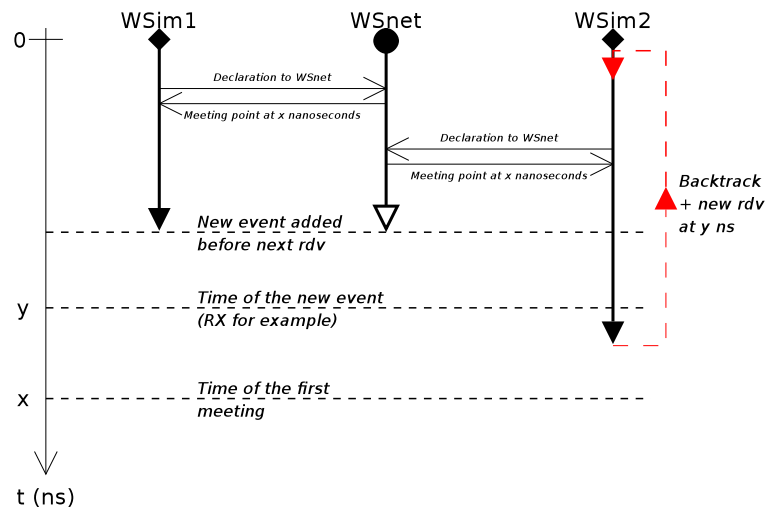 WSim1
WSnet
WSim2
0
Declaration to WSnet
Meeting point at x nanoseconds
Declaration to WSnet
Meeting point at x nanoseconds
Backtrack
+ new rdv
at y ns
New event added
before next rdv
y
Time of the new event
(RX for example)
x
Time of the first
meeting
t (ns)